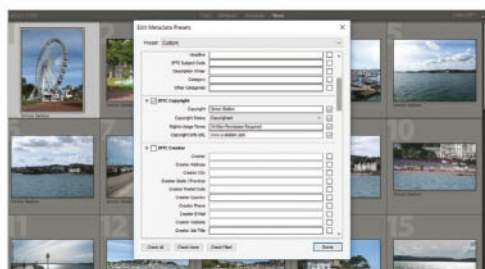 Edit Metadata Presets
Preset: Custom
Headline
IPTC Subject Code
Description Writer
Category
Other Categories
IPTC Copyright
Copyright
Copyright Status Copyrighted
Rights Usage Terms Written Permission Required
Copyright Info URL
IPTC Creator
Creator
Creator Address
Creator City
Creator State / Province
Creator Postal Code
Creator Country
Creator Phone
Creator E-Mail
Creator Website
Creator Job Title
Check All Check None Check Filled Done
11
12
15